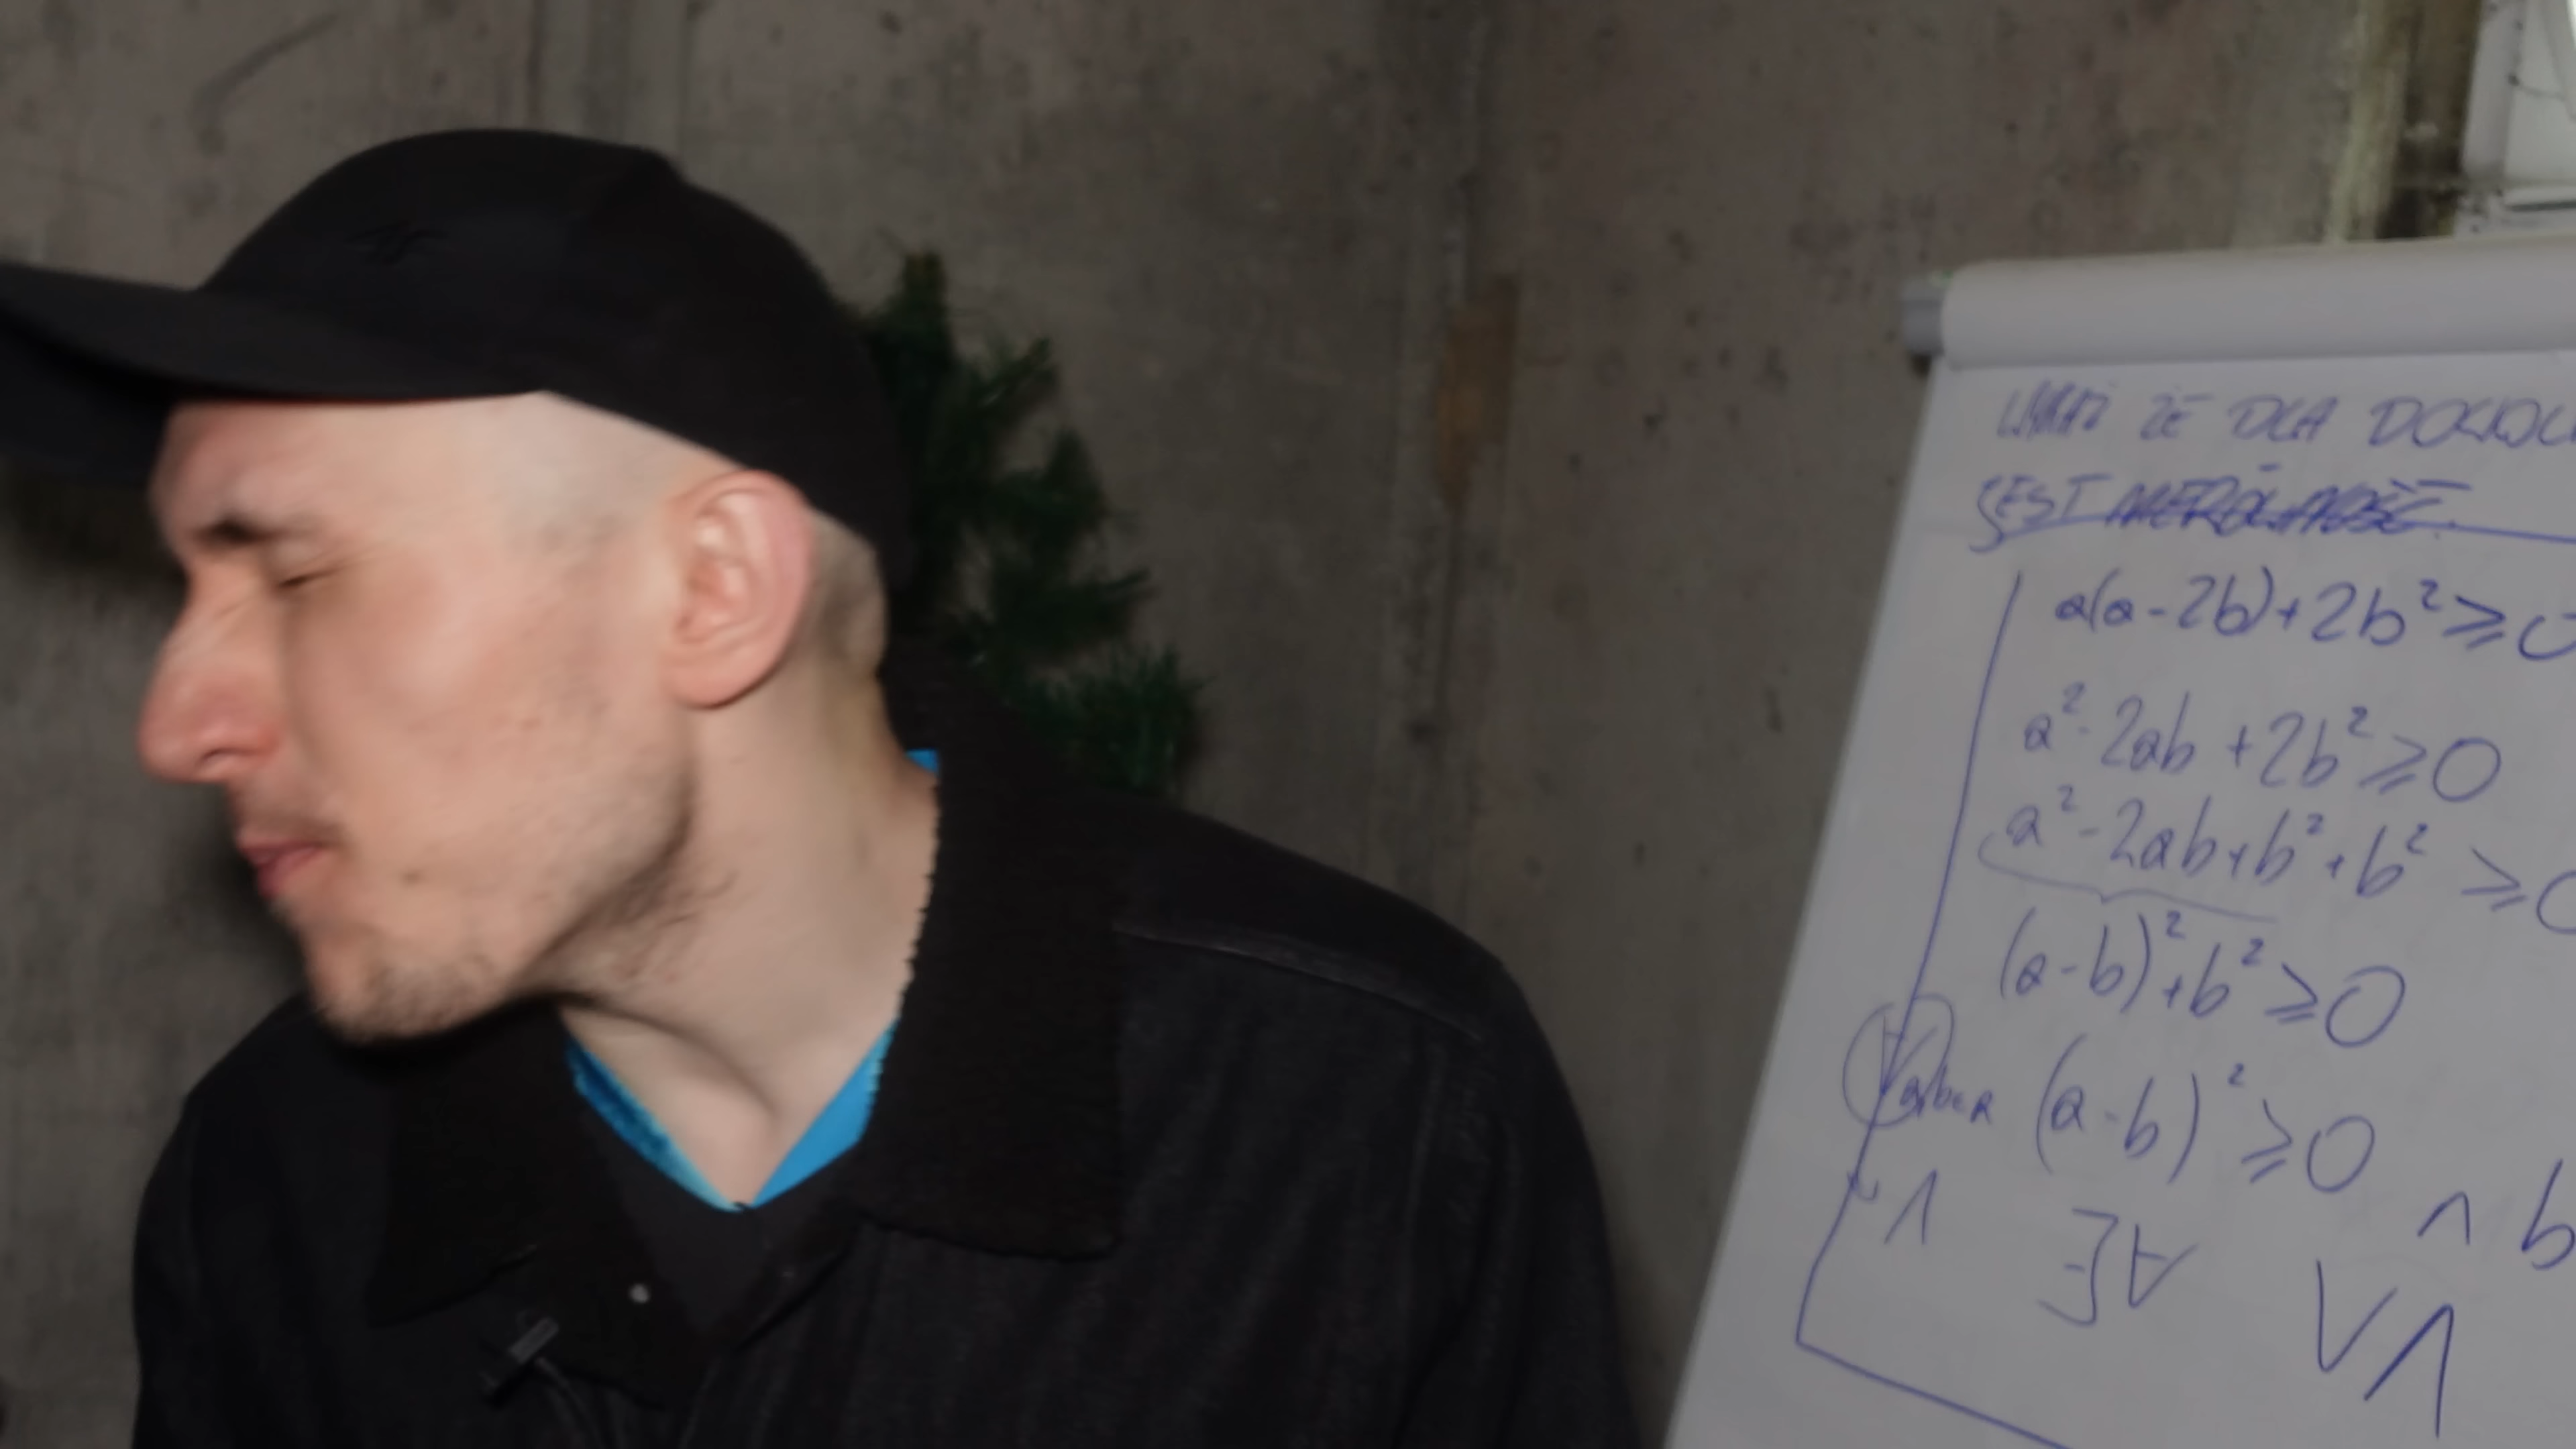 ŻE DLA DOWOL
JEST NIERÓWNOŚĆ
a(a-2b)+2b²⩾0
a²-2ab+2b²⩾0
a²-2ab+b²+b²⩾0
(a-b)²+b²⩾0
(a-b)²⩾0
∧ b
∨ ∧